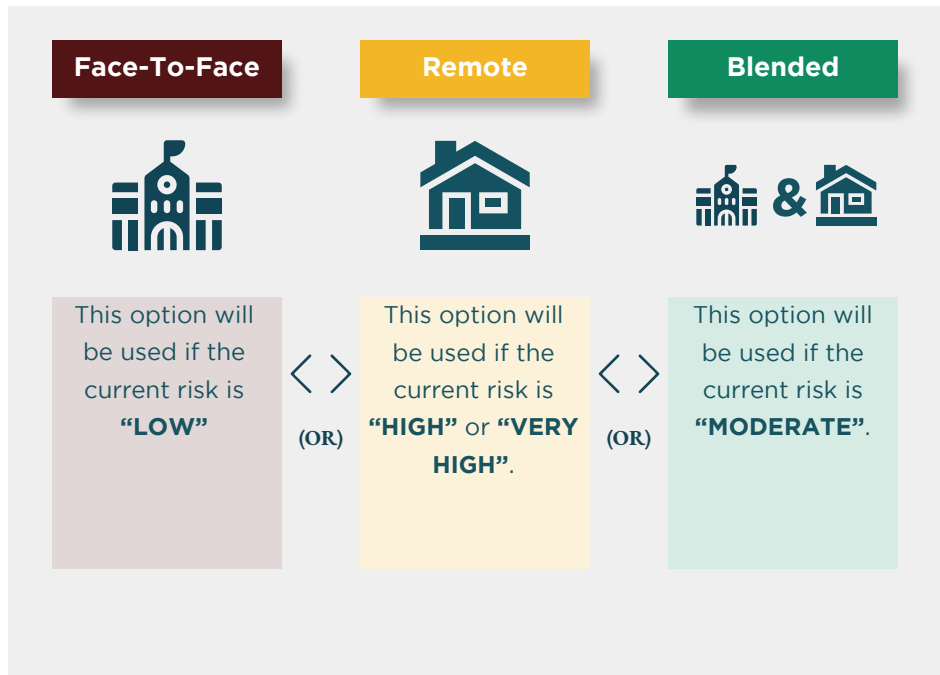 Face-To-Face
Remote
Blended
&
This option will
be used if the
current risk is
“LOW”
(OR)
This option will
be used if the
current risk is
“HIGH” or “VERY
HIGH”.
(OR)
This option will
be used if the
current risk is
“MODERATE”.